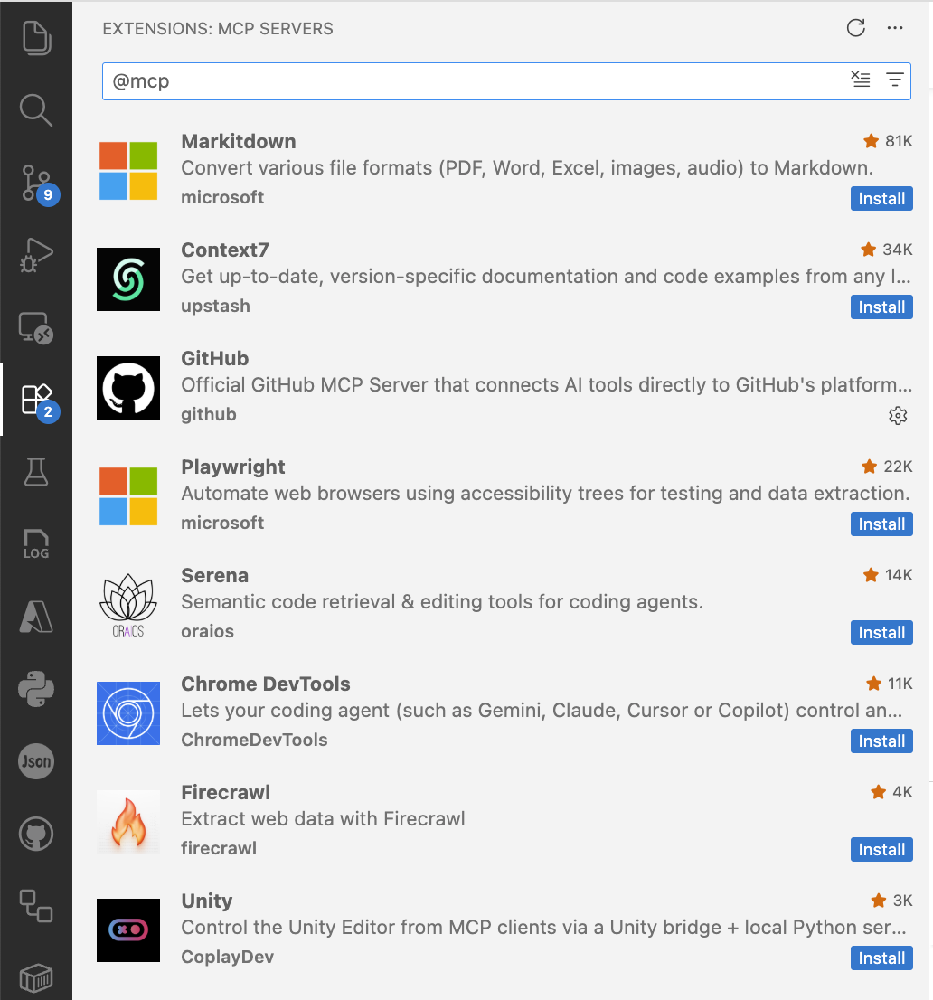 EXTENSIONS: MCP SERVERS
@mcp
Markitdown
81K
Convert various file formats (PDF, Word, Excel, images, audio) to Markdown.
microsoft
Install
Context7
34K
Get up-to-date, version-specific documentation and code examples from any l...
upstash
Install
GitHub
Official GitHub MCP Server that connects AI tools directly to GitHub's platform...
github
Playwright
22K
Automate web browsers using accessibility trees for testing and data extraction.
microsoft
Install
Serena
14K
Semantic code retrieval & editing tools for coding agents.
oraios
Install
ORAIOS
Chrome DevTools
11K
Lets your coding agent (such as Gemini, Claude, Cursor or Copilot) control an...
ChromeDevTools
Install
Firecrawl
4K
Extract web data with Firecrawl
firecrawl
Install
Unity
3K
Control the Unity Editor from MCP clients via a Unity bridge + local Python ser...
CoplayDev
Install
9
2
LOG
Json